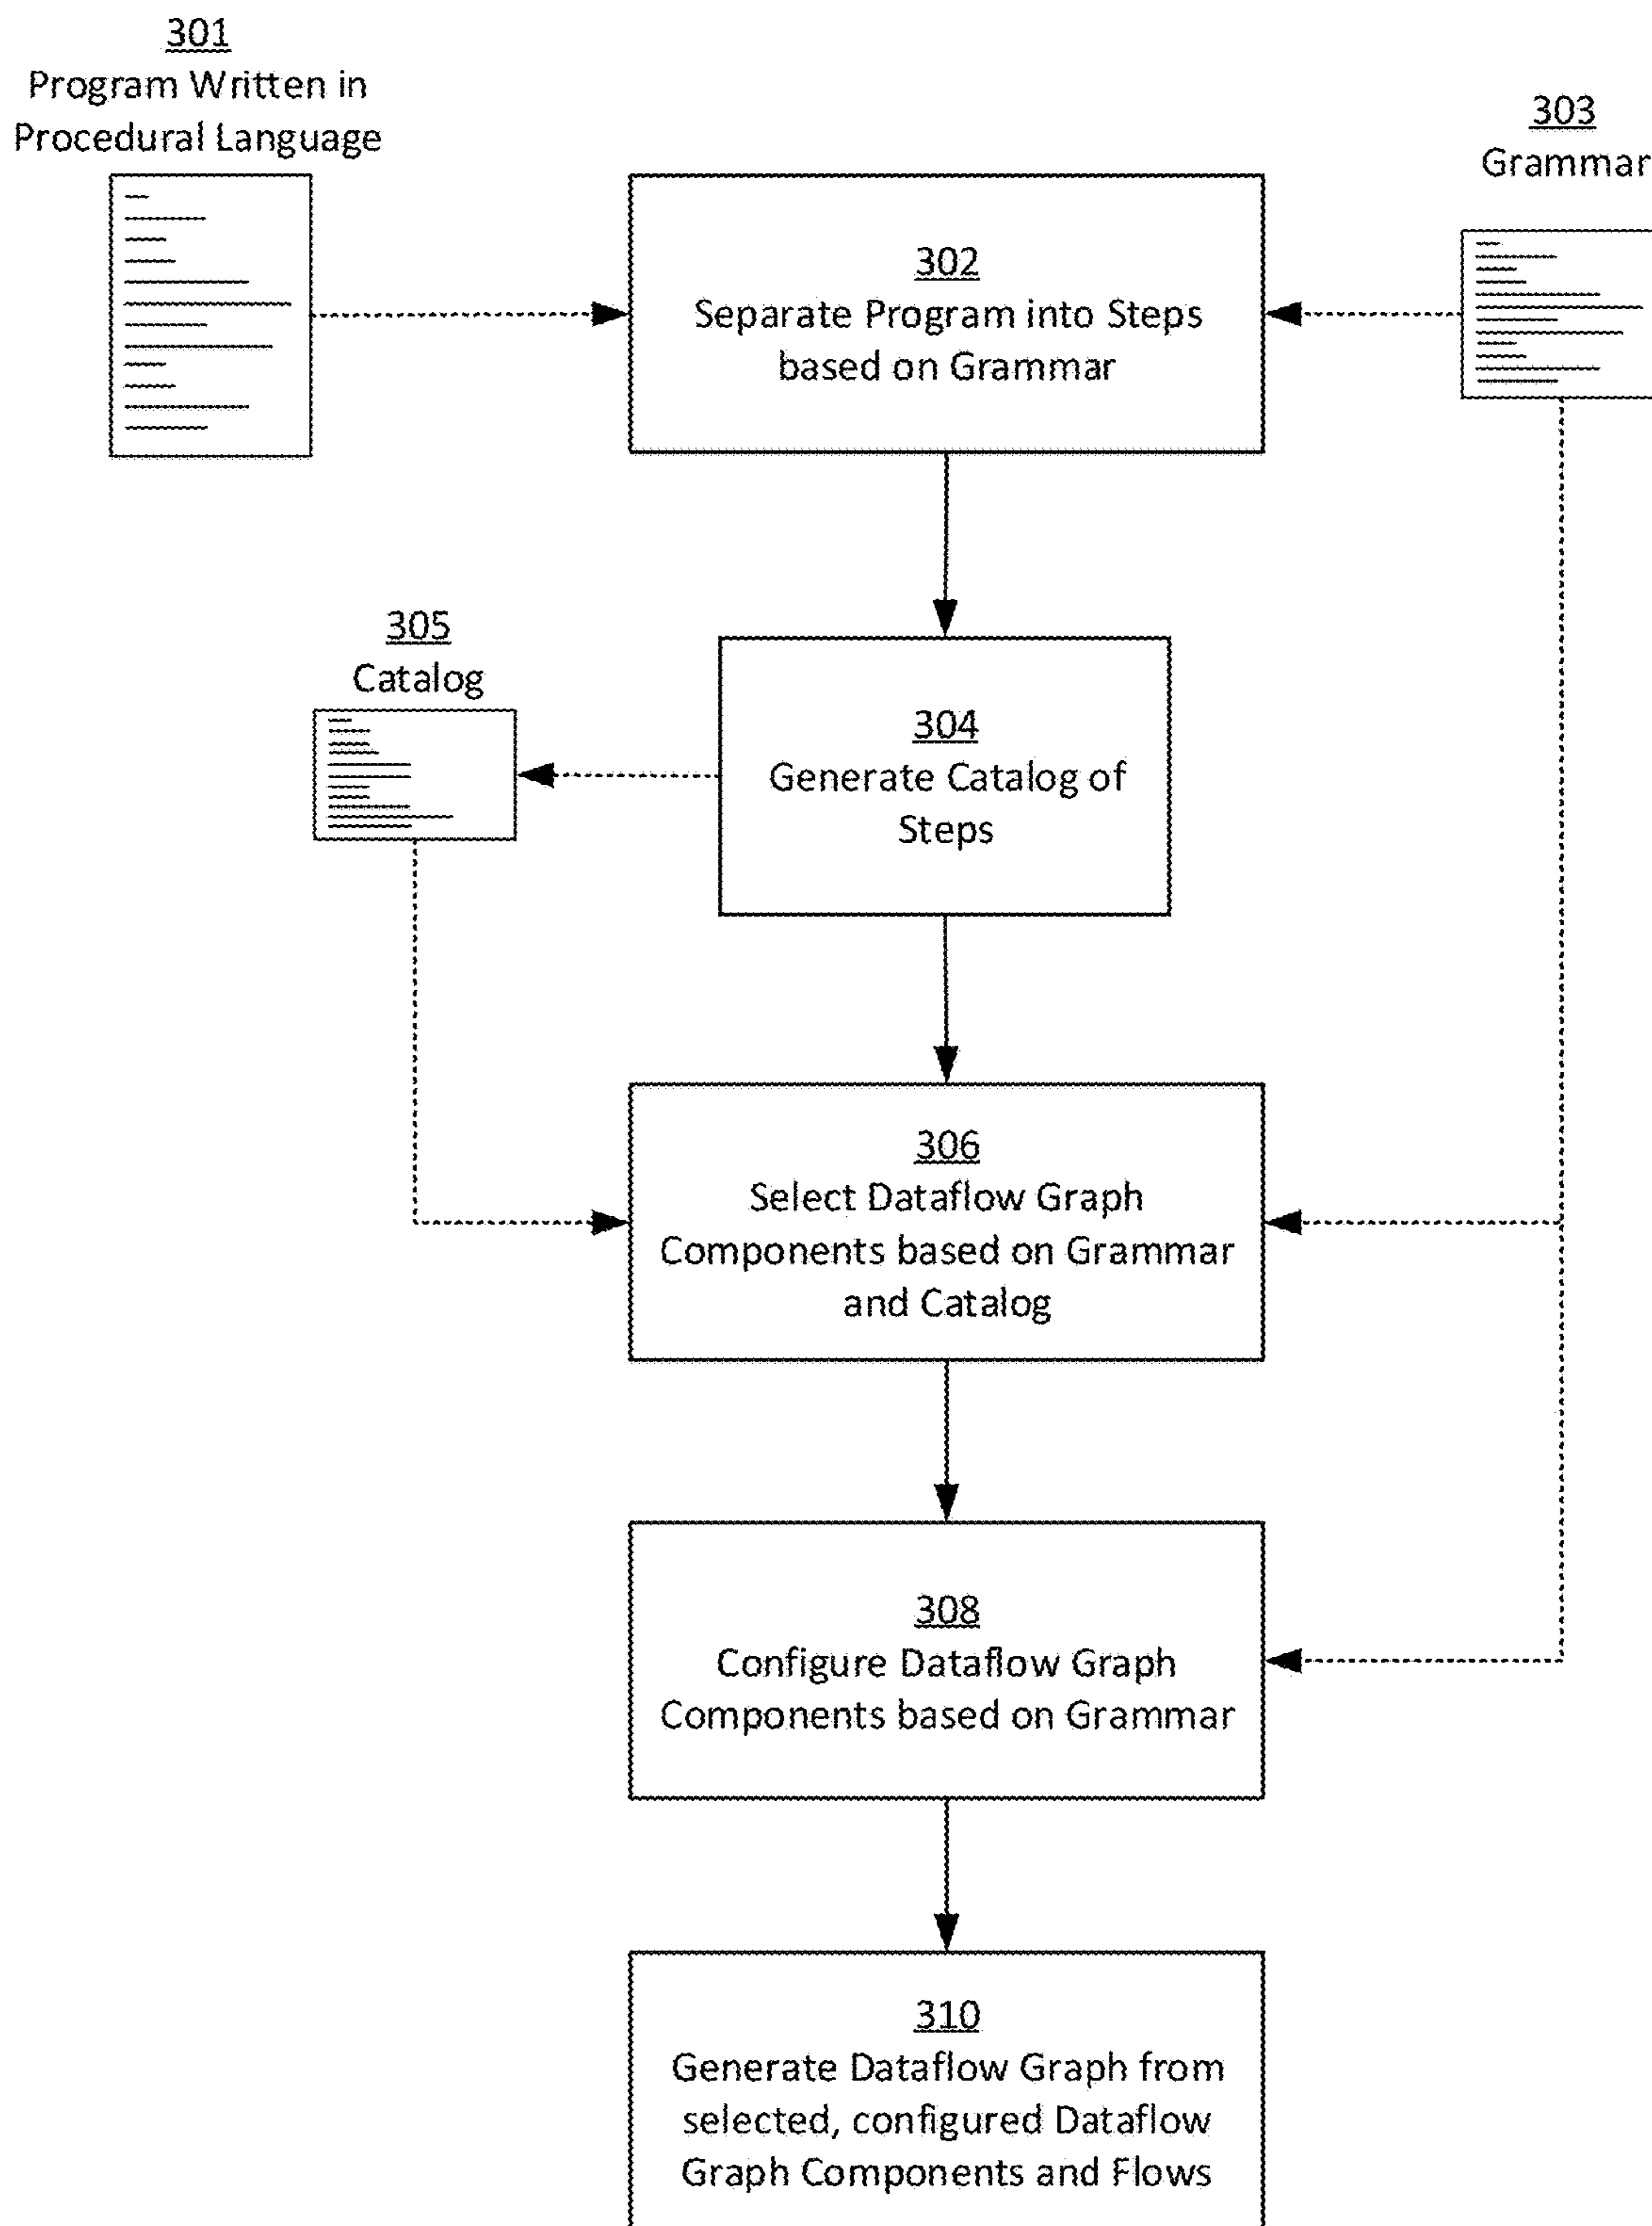 301
Program Written in
Procedural Language
303
Grammar
302
Separate Program into Steps
based on Grammar
305
Catalog
304
Generate Catalog of
Steps
306
Select Dataflow Graph
Components based on Grammar
and Catalog
308
Configure Dataflow Graph
Components based on Grammar
310
Generate Dataflow Graph from
selected, configured Dataflow
Graph Components and Flows